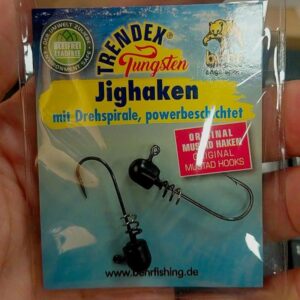 TRENDEX®
Tungsten
Jighaken
mit Drehspirale, powerbeschichtet
ORIGINAL
MUSTAD HAKEN
ORIGINAL
MUSTAD HOOKS
www.behrfishing.de